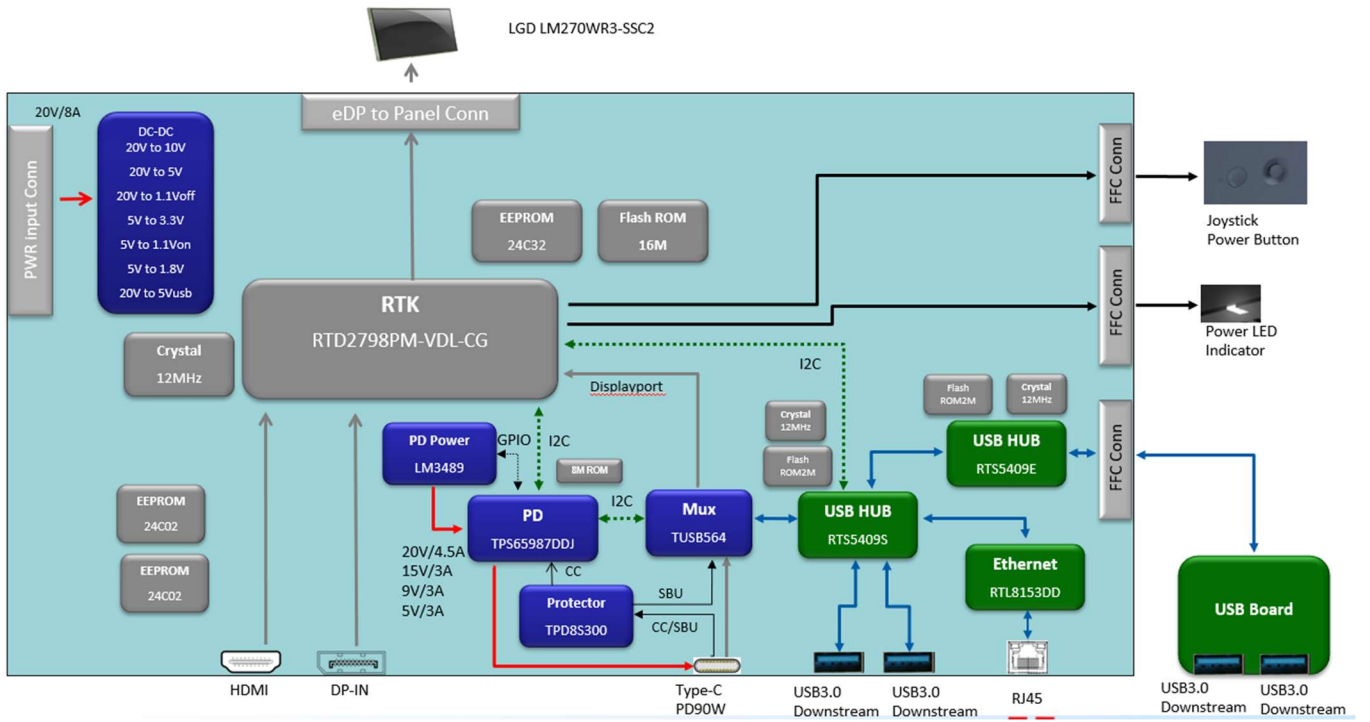 LGD LM270WR3-SSC2
20V/8A
PWR input Conn
DC-DC
20V to 10V
20V to 5V
20V to 1.1Voff
5V to 3.3V
5V to 1.1Von
5V to 1.8V
20V to 5Vusb
eDP to Panel Conn
EEPROM
24C32
Flash ROM
16M
FFC Conn
Joystick
Power Button
RTK
RTD2798PM-VDL-CG
FFC Conn
Power LED
Indicator
Crystal
12MHz
I2C
Displayport
Flash
ROM2M
Crystal
12MHz
Crystal
12MHz
Flash
ROM2M
USB HUB
RTS5409E
FFC Conn
PD Power
LM3489
GPIO
I2C
8M ROM
EEPROM
24C02
PD
TPS65987DDJ
I2C
Mux
TUSB564
USB HUB
RTS5409S
20V/4.5A
15V/3A
9V/3A
5V/3A
CC
EEPROM
24C02
Protector
TPD8S300
SBU
CC/SBU
Ethernet
RTL8153DD
USB Board
HDMI
DP-IN
Type-C
PD90W
USB3.0
Downstream
USB3.0
Downstream
RJ45
USB3.0
Downstream
USB3.0
Downstream